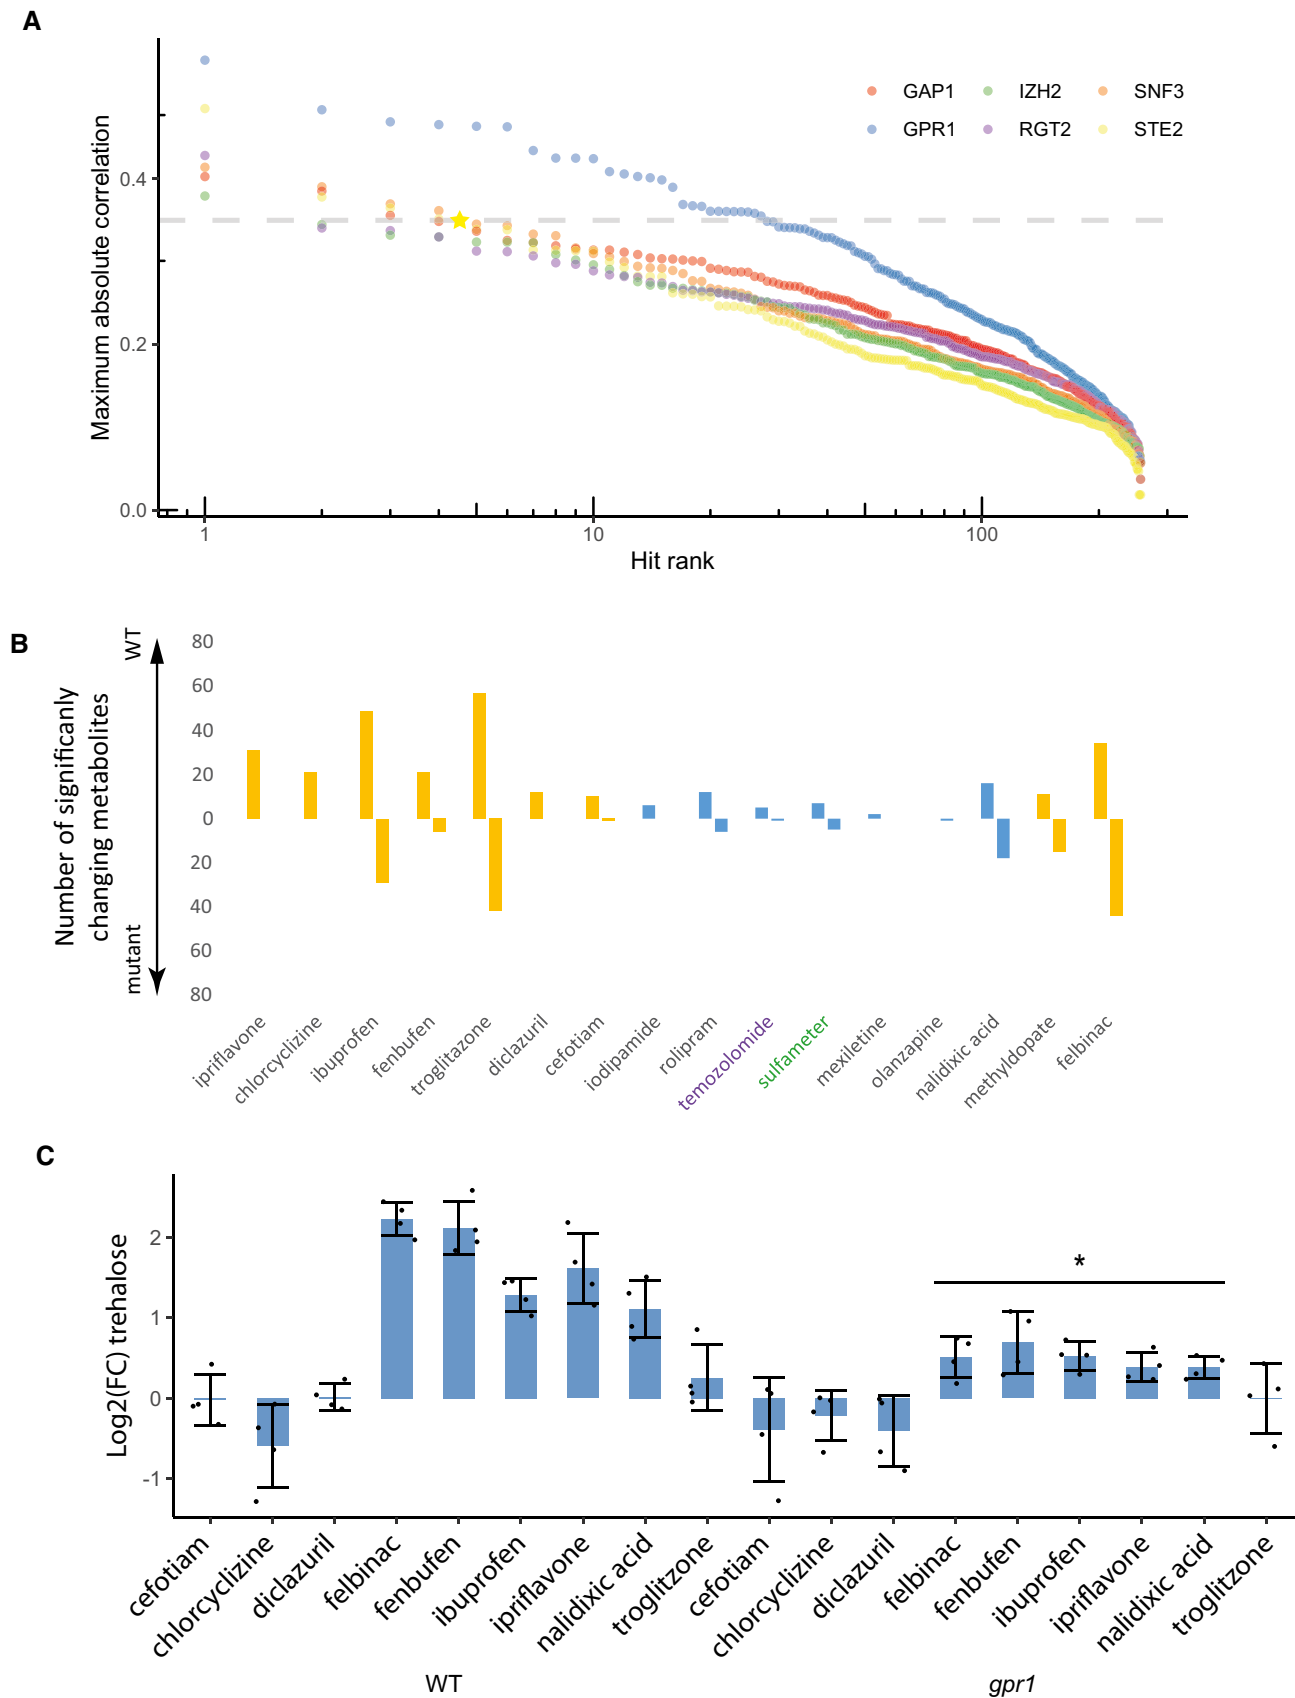 A
Maximum absolute correlation
0.4
0.2
0.0
GAP1 IZH2 SNF3
GPR1 RGT2 STE2
1 10 100
Hit rank
B
WT
mutant
Number of significanly
changing metabolites
80
60
40
20
0
20
40
60
80
ipriflavone
chlorcyclizine
ibuprofen
fenbufen
troglitazone
diclazuril
cefotiam
iodipamide
rolipram
temozolomide
sulfameter
mexiletine
olanzapine
nalidixic acid
methyldopate
felbinac
C
Log2(FC) trehalose
2
1
0
-1
*
cefotiam
chlorcyclizine
diclazuril
felbinac
fenbufen
ibuprofen
ipriflavone
nalidixic acid
troglitzone
cefotiam
chlorcyclizine
diclazuril
felbinac
fenbufen
ibuprofen
ipriflavone
nalidixic acid
troglitzone
WT
gpr1